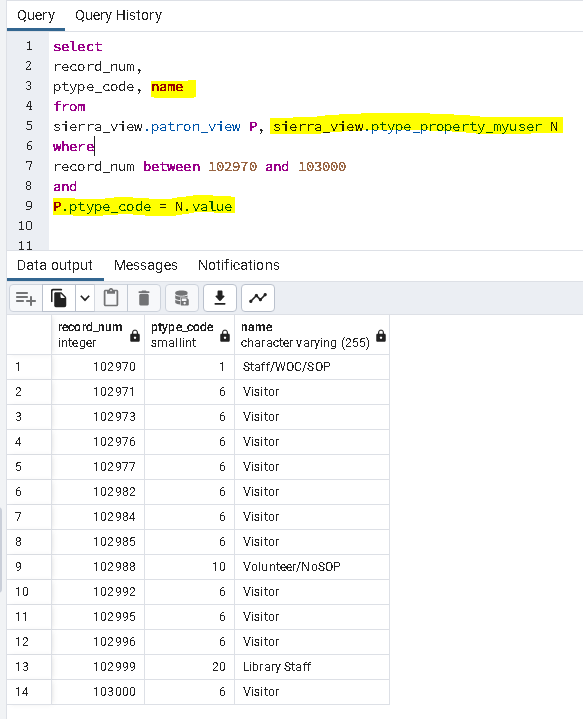 Query Query History
1 select
2 record_num,
3 ptype_code, name
4 from
5 sierra_view.patron_view P, sierra_view.ptype_property_myuser N
6 where
7 record_num between 102970 and 103000
8 and
9 P.ptype_code = N.value
10
11
Data output Messages Notifications
record_num ptype_code name
integer smallint character varying (255)
1 102970 1 Staff/WOC/SOP
2 102971 6 Visitor
3 102973 6 Visitor
4 102976 6 Visitor
5 102977 6 Visitor
6 102982 6 Visitor
7 102984 6 Visitor
8 102985 6 Visitor
9 102988 10 Volunteer/NoSOP
10 102992 6 Visitor
11 102995 6 Visitor
12 102996 6 Visitor
13 102999 20 Library Staff
14 103000 6 Visitor